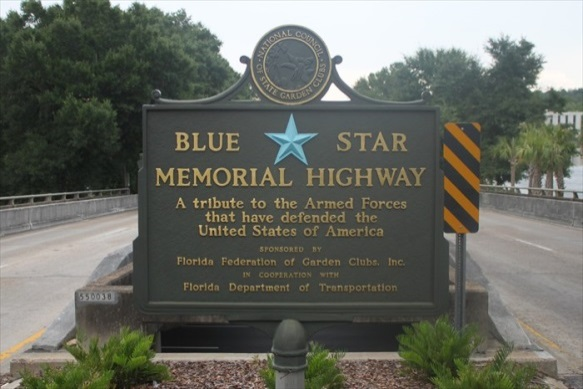 NATIONAL COUNCIL
OF STATE GARDEN CLUBS
BLUE STAR
MEMORIAL HIGHWAY
A tribute to the Armed Forces
that have defended the
United States of America
SPONSORED BY
Florida Federation of Garden Clubs, Inc.
IN COOPERATION WITH
Florida Department of Transportation
550038